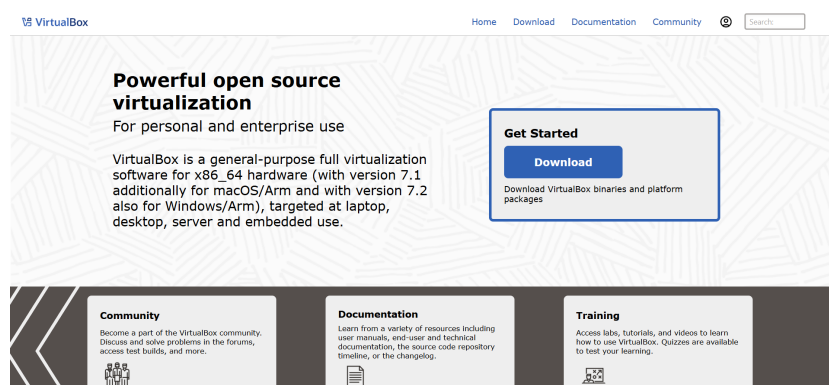 VirtualBox
Home Download Documentation Community Search:
Powerful open source
virtualization
For personal and enterprise use
VirtualBox is a general-purpose full virtualization
software for x86_64 hardware (with version 7.1
additionally for macOS/Arm and with version 7.2
also for Windows/Arm), targeted at laptop,
desktop, server and embedded use.
Get Started
Download
Download VirtualBox binaries and platform
packages
Community
Become a part of the VirtualBox community.
Discuss and solve problems in the forums,
access test builds, and more.
Documentation
Learn from a variety of resources including
user manuals, end-user and technical
documentation, the source code repository
timeline, or the changelog.
Training
Access labs, tutorials, and videos to learn
how to use VirtualBox. Quizzes are available
to test your learning.